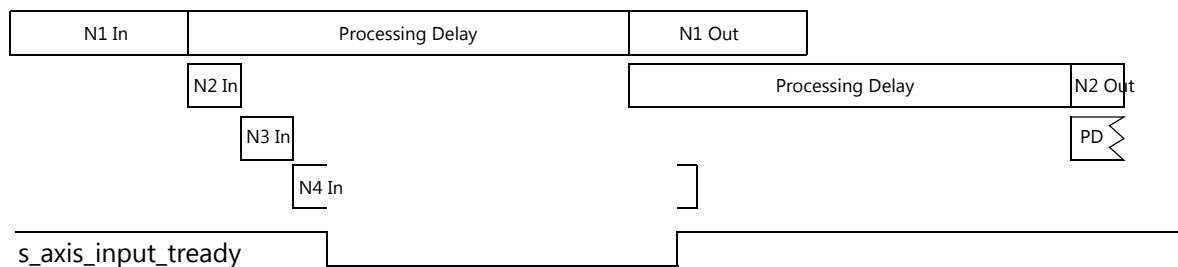 N1 In
Processing Delay
N1 Out
N2 In
Processing Delay
N2 Out
N3 In
PD
N4 In
s_axis_input_tready